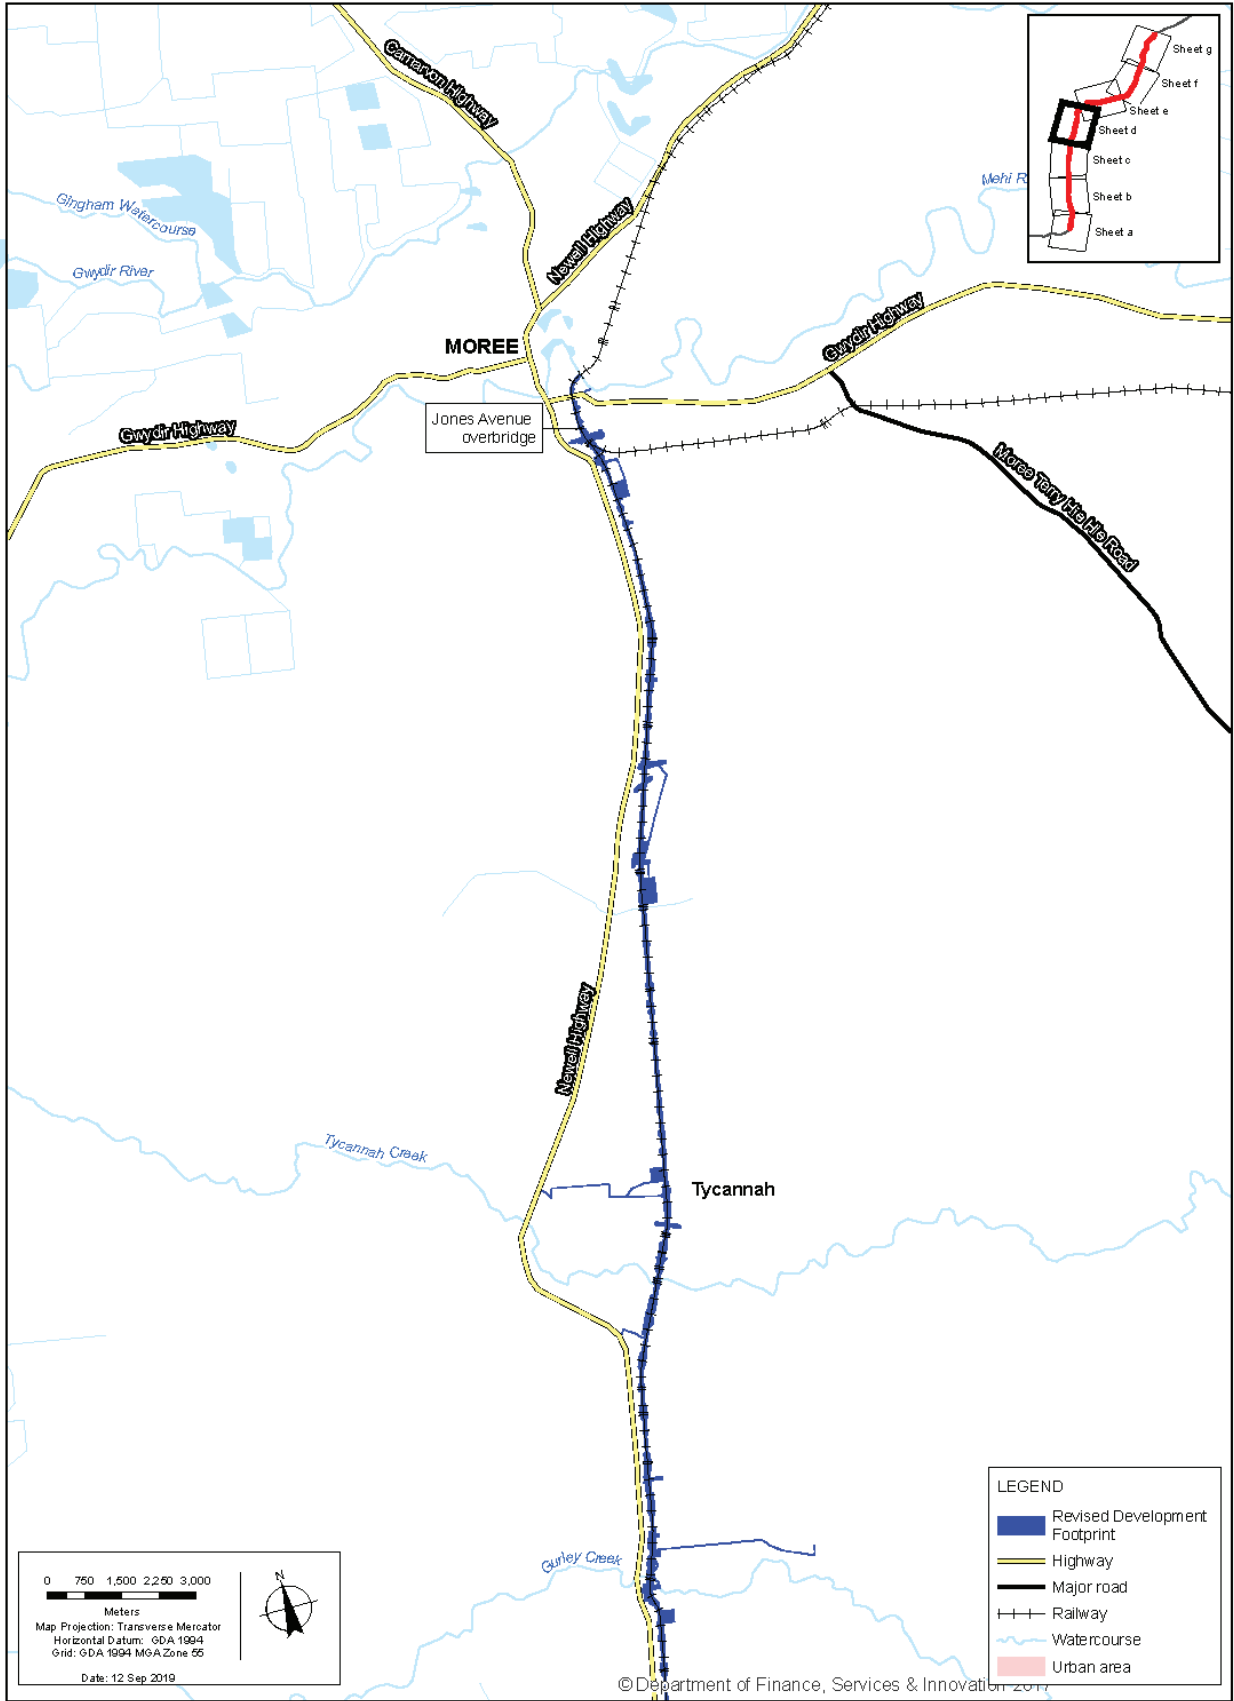 Carnarvon Highway
Sheet g
Sheet f
Sheet e
Sheet d
Sheet c
Sheet b
Sheet a
Mehi R
Gingham Watercourse
Gwydir River
Newell Highway
Gwydir Highway
MOREE
Jones Avenue
overbridge
Gwydir Highway
Moree Terry Hie Hie Road
Newell Highway
Tycannah Creek
Tycannah
Gurley Creek
LEGEND
Revised Development
Footprint
Highway
Major road
Railway
Watercourse
Urban area
0 750 1,500 2,250 3,000
Meters
Map Projection: Transverse Mercator
Horizontal Datum: GDA 1994
Grid: GDA 1994 MGA Zone 55
Date: 12 Sep 2019
N
© Department of Finance, Services & Innovation 2017